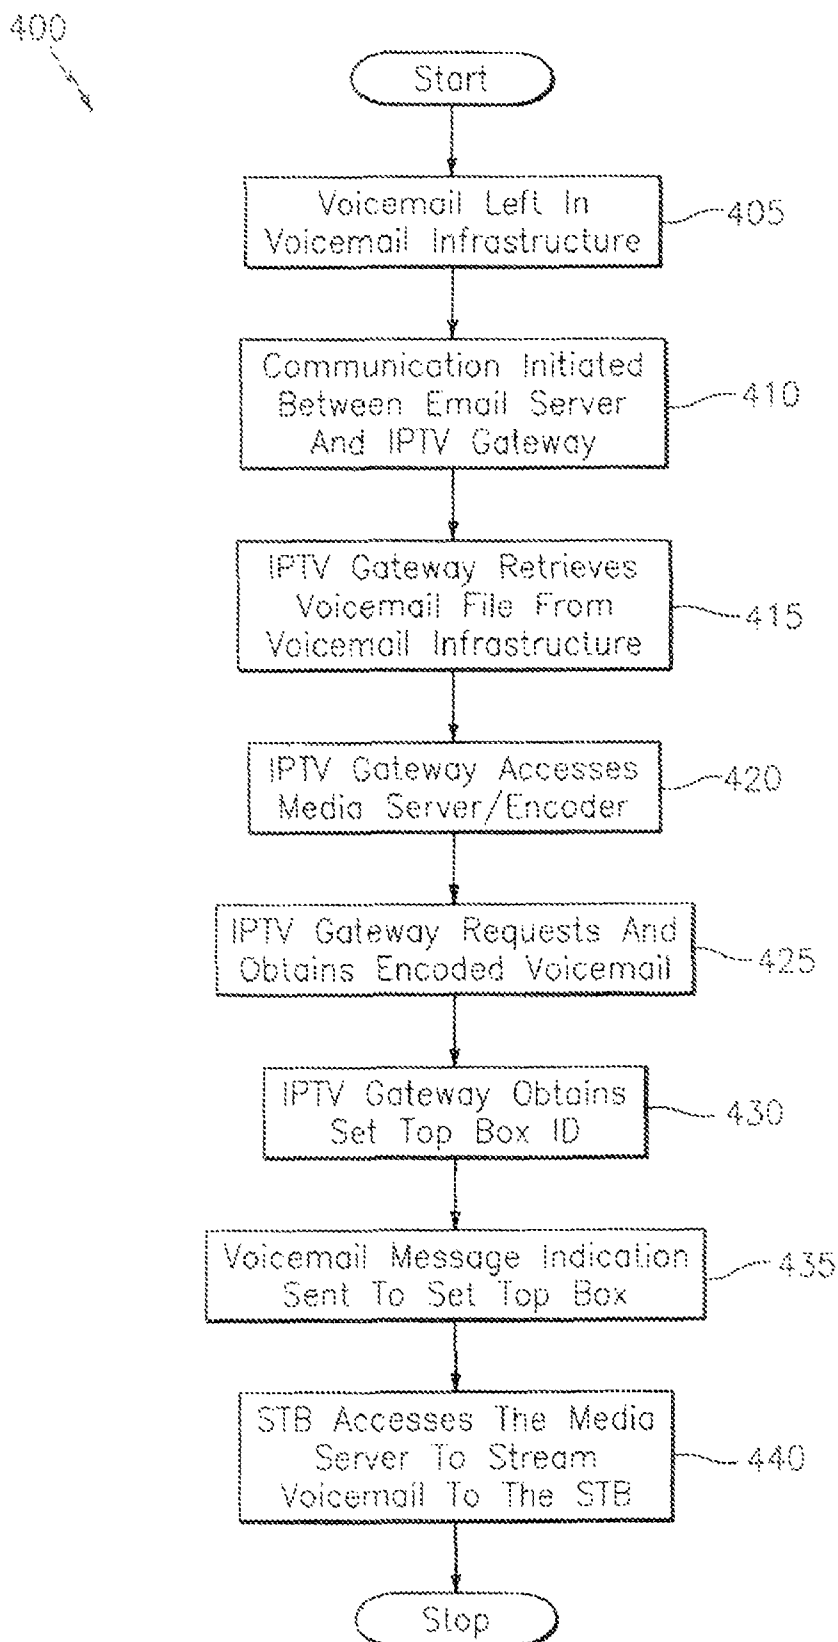 400
Start
Voicemail Left In
Voicemail Infrastructure
405
Communication Initiated
Between Email Server
And IPTV Gateway
410
IPTV Gateway Retrieves
Voicemail File From
Voicemail Infrastructure
415
IPTV Gateway Accesses
Media Server/Encoder
420
IPTV Gateway Requests And
Obtains Encoded Voicemail
425
IPTV Gateway Obtains
Set Top Box ID
430
Voicemail Message Indication
Sent To Set Top Box
435
STB Accesses The Media
Server To Stream
Voicemail To The STB
440
Stop